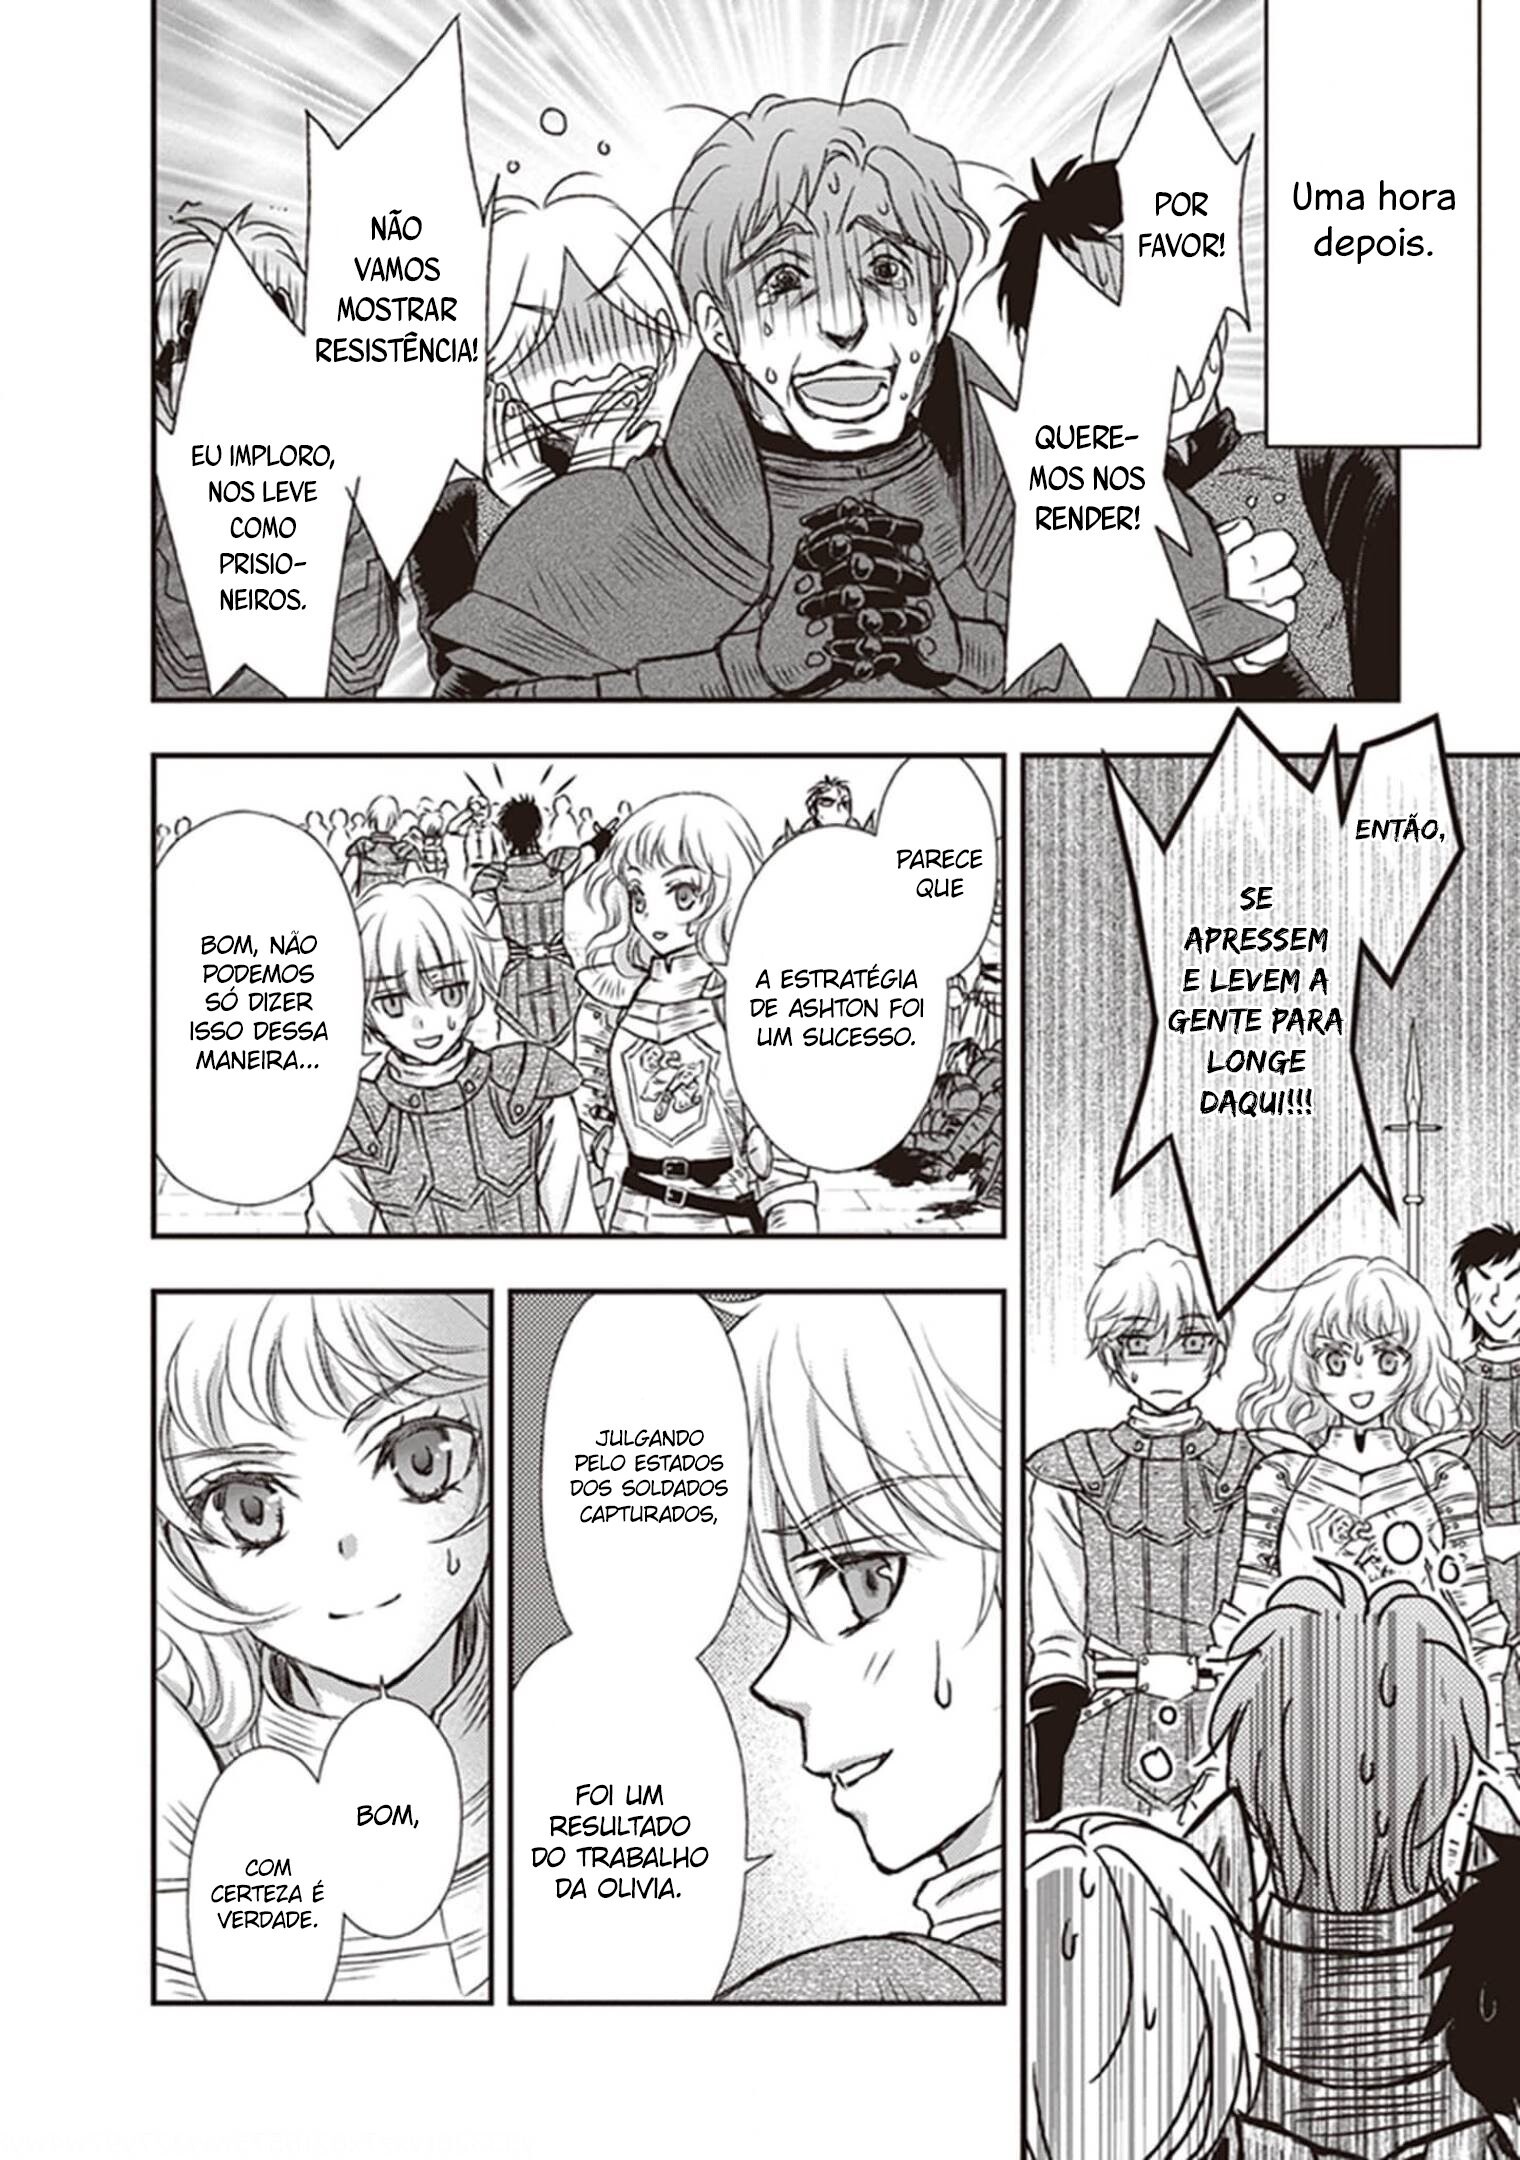 Uma hora
depois.
POR
FAVOR!
QUERE-
MOS NOS
RENDER!
NÃO
VAMOS
MOSTRAR
RESISTÊNCIA!
EU IMPLORO,
NOS LEVE
COMO
PRISIO-
NEIROS.
ENTÃO,
SE
APRESSEM
E LEVEM A
GENTE PARA
LONGE
DAQUI!!!
PARECE
QUE
A ESTRATÉGIA
DE ASHTON FOI
UM SUCESSO.
BOM, NÃO
PODEMOS
SÓ DIZER
ISSO DESSA
MANEIRA...
JULGANDO
PELO ESTADOS
DOS SOLDADOS
CAPTURADOS,
FOI UM
RESULTADO
DO TRABALHO
DA OLIVIA.
BOM,
COM
CERTEZA É
VERDADE.